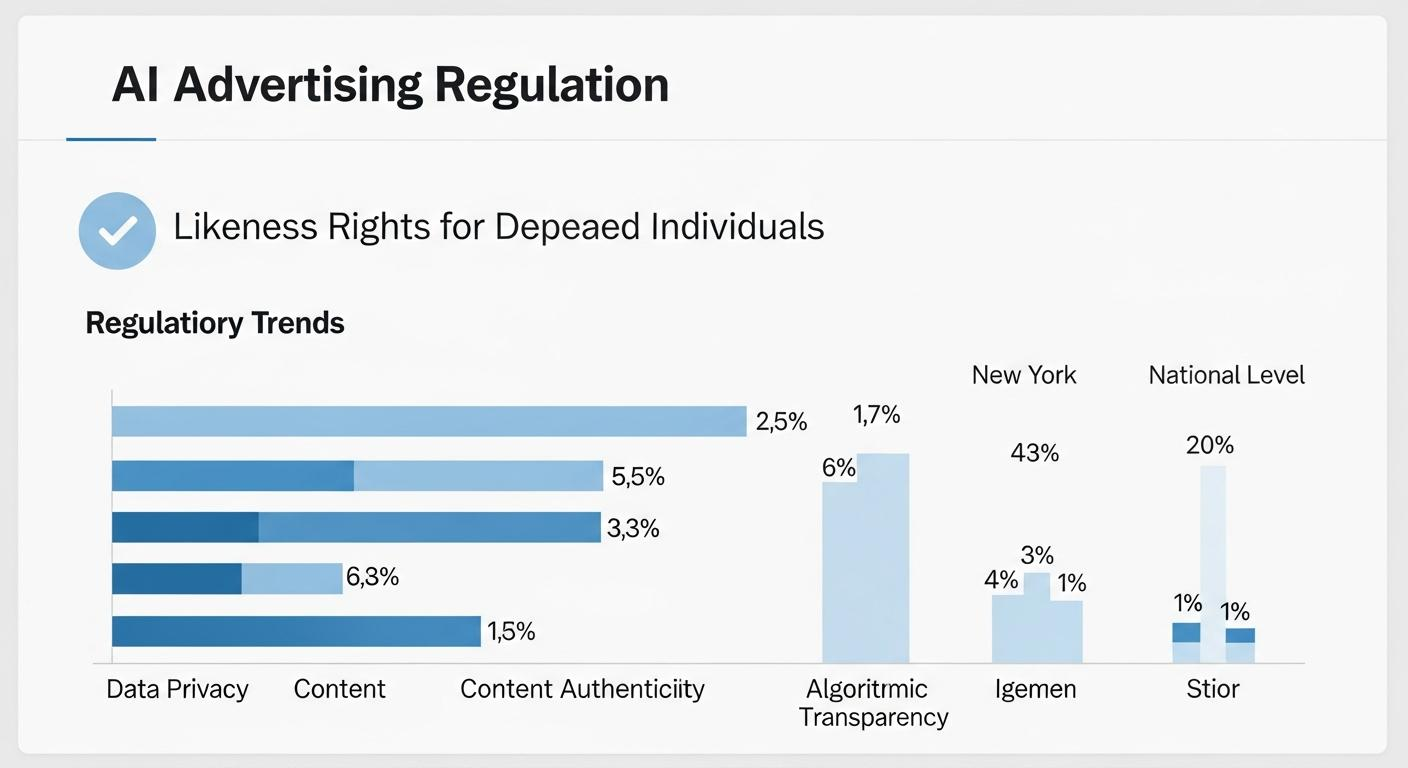 AI Advertising Regulation
Likeness Rights for Depeaed Individuals
Regulatiory Trends
New York
National Level
2,5%
5,5%
3,3%
6,3%
1,5%
1,7%
6%
43%
3%
4%
1%
20%
1%
1%
Data Privacy
Content
Content Authenticiity
Algoritrmic
Transparency
Igemen
Stior